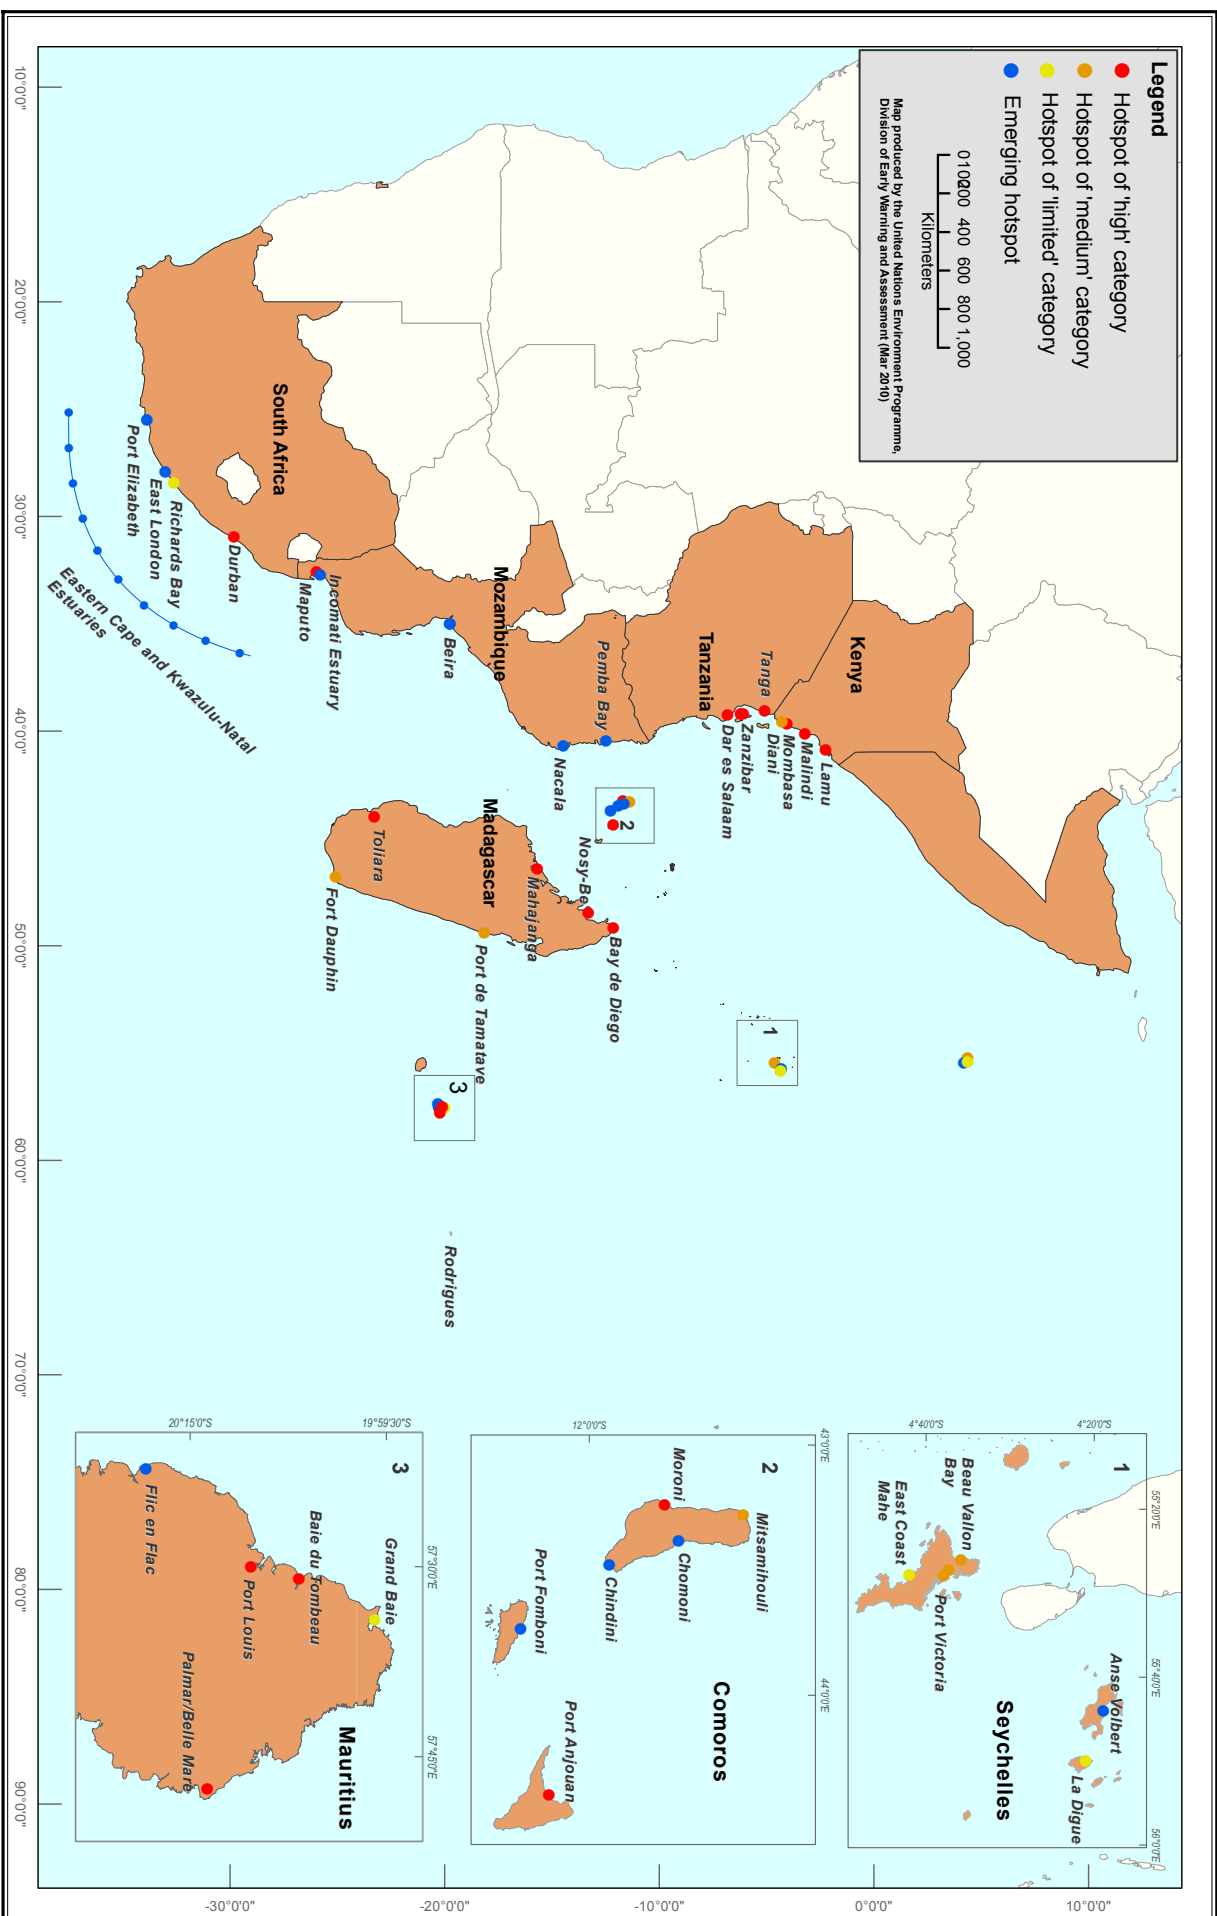 Legend
Hotspot of 'high' category
Hotspot of 'medium' category
Hotspot of 'limited' category
Emerging hotspot
0 100 200 400 600 800 1,000
Kilometers
Map produced by the United Nations Environment Programme,
Division of Early Warning and Assessment (Mar 2010)
Kenya
Tanzania
Mozambique
South Africa
Madagascar
Lamu
Malindi
Mombasa
Diani
Tanga
Zanzibar
Dar es Salaam
Pemba Bay
Nacala
Beira
Incomati Estuary
Maputo
Durban
Richards Bay
East London
Port Elizabeth
Eastern Cape and Kwazulu-Natal
Estuaries
Nosy-Be
Bay de Diego
Mahajanga
Port de Tamatave
Toliara
Fort Dauphin
Rodrigues
1
2
3
1
Seychelles
Beau Vallon
Bay
East Coast
Mahe
Port Victoria
Anse Volbert
La Digue
55°20'0"E
55°40'0"E
56°0'0"E
4°20'0"S
4°40'0"S
2
Comoros
Moroni
Mitsamihouli
Chomoni
Chindini
Port Fomboni
Port Anjouan
43°0'0"E
44°0'0"E
12°0'0"S
3
Mauritius
Grand Baie
Baie du Tombeau
Port Louis
Flic en Flac
Palmar/Belle Mare
57°30'0"E
57°45'0"E
19°59'30"S
20°15'0"S
10°0'0"
20°0'0"
30°0'0"
40°0'0"
50°0'0"
60°0'0"
70°0'0"
80°0'0"
90°0'0"
10°0'0"
0°0'0"
-10°0'0"
-20°0'0"
-30°0'0"